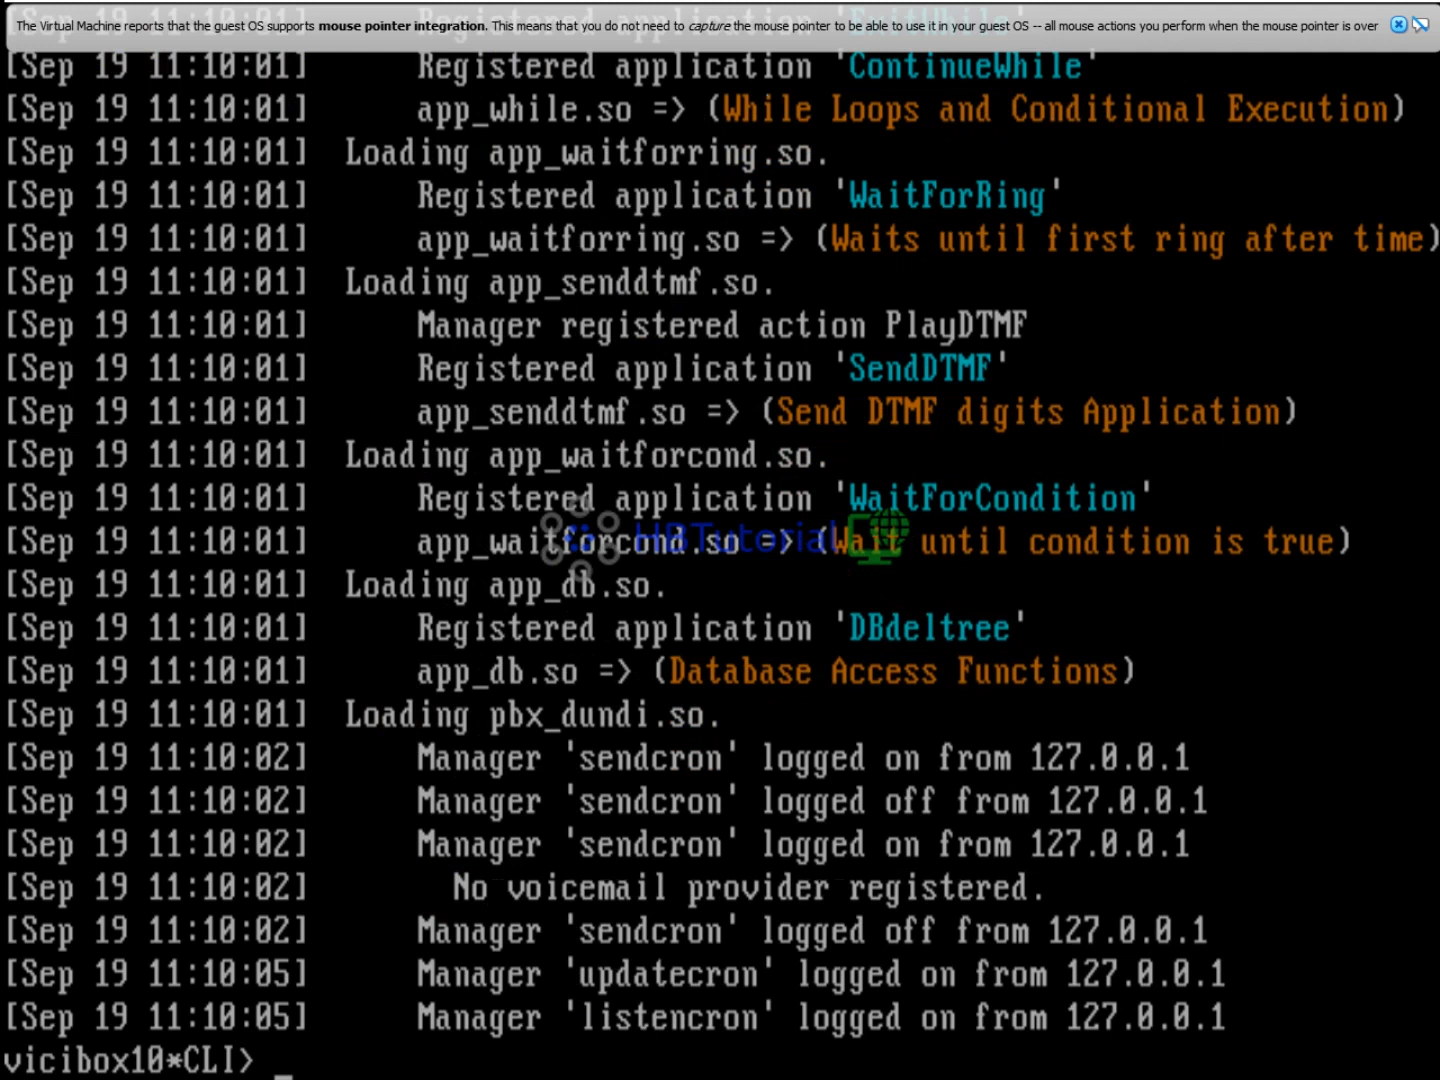 The Virtual Machine reports that the guest OS supports mouse pointer integration. This means that you do not need to capture the mouse pointer to be able to use it in your guest OS -- all mouse actions you perform when the mouse pointer is over
[Sep 19 11:10:01] Registered application 'ContinueWhile'
[Sep 19 11:10:01] app_while.so => (While Loops and Conditional Execution)
[Sep 19 11:10:01] Loading app_waitforring.so.
[Sep 19 11:10:01] Registered application 'WaitForRing'
[Sep 19 11:10:01] app_waitforring.so => (Waits until first ring after time)
[Sep 19 11:10:01] Loading app_senddtmf.so.
[Sep 19 11:10:01] Manager registered action PlayDTMF
[Sep 19 11:10:01] Registered application 'SendDTMF'
[Sep 19 11:10:01] app_senddtmf.so => (Send DTMF digits Application)
[Sep 19 11:10:01] Loading app_waitforcond.so.
[Sep 19 11:10:01] Registered application 'WaitForCondition'
[Sep 19 11:10:01] app_waitforcond.so => (Wait until condition is true)
HBTutorial
[Sep 19 11:10:01] Loading app_db.so.
[Sep 19 11:10:01] Registered application 'DBdeltree'
[Sep 19 11:10:01] app_db.so => (Database Access Functions)
[Sep 19 11:10:01] Loading pbx_dundi.so.
[Sep 19 11:10:02] Manager 'sendcron' logged on from 127.0.0.1
[Sep 19 11:10:02] Manager 'sendcron' logged off from 127.0.0.1
[Sep 19 11:10:02] Manager 'sendcron' logged on from 127.0.0.1
[Sep 19 11:10:02] No voicemail provider registered.
[Sep 19 11:10:02] Manager 'sendcron' logged off from 127.0.0.1
[Sep 19 11:10:05] Manager 'updatecron' logged on from 127.0.0.1
[Sep 19 11:10:05] Manager 'listencron' logged on from 127.0.0.1
vicibox10*CLI> _